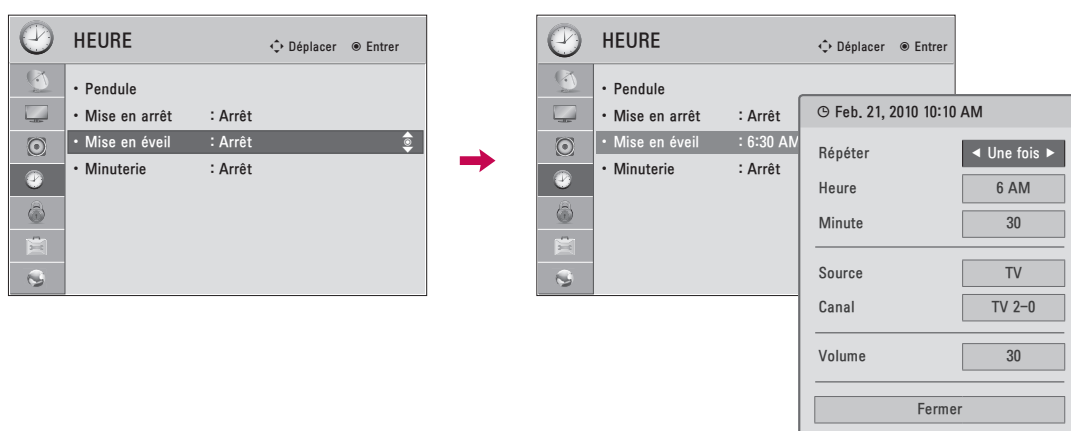 HEURE
Déplacer Entrer
• Pendule
• Mise en arrêt : Arrêt
• Mise en éveil : Arrêt
• Minuterie : Arrêt
HEURE
Déplacer Entrer
• Pendule
• Mise en arrêt : Arrêt
• Mise en éveil : 6:30 AM
• Minuterie : Arrêt
Feb. 21, 2010 10:10 AM
Répéter ◄ Une fois ►
Heure 6 AM
Minute 30
Source TV
Canal TV 2-0
Volume 30
Fermer